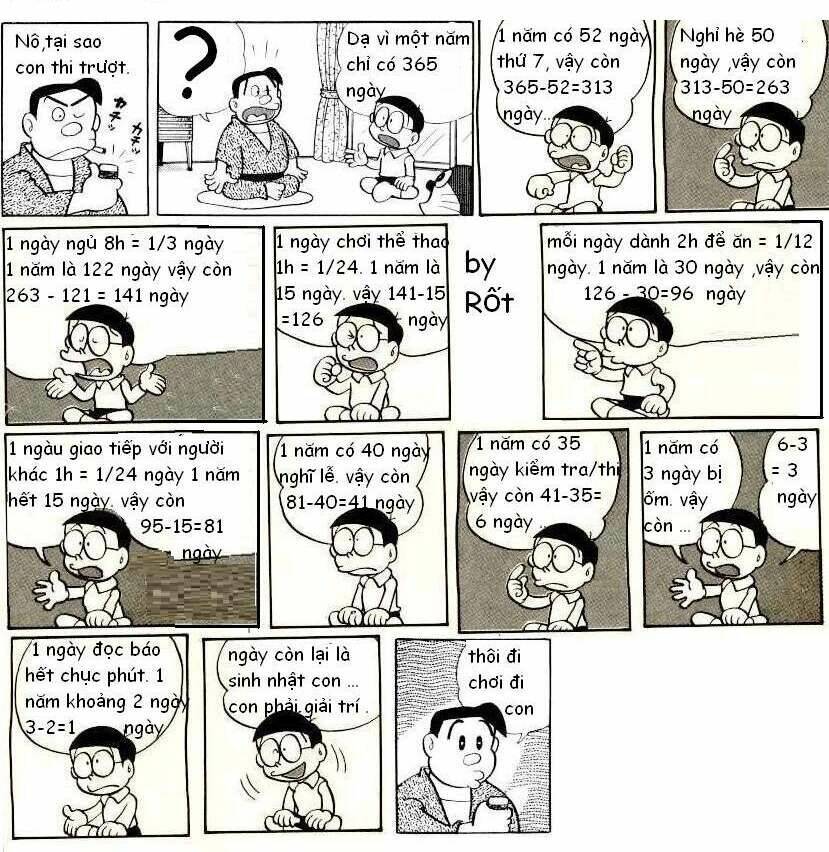 Nô,tại sao
con thi trượt.
カチッ
カチッ
?
Dạ vì một năm
chỉ có 365
ngày
1 năm có 52 ngày
thứ 7, vậy còn
365-52=313
ngày...
Nghỉ hè 50
ngày ,vậy còn
313-50=263
ngày
1 ngày ngủ 8h = 1/3 ngày
1 năm là 122 ngày vậy còn
263 - 121 = 141 ngày
1 ngày chơi thể thao
1h = 1/24. 1 năm là
15 ngày. vậy 141-15
=126 ngày
by
Rốt
mỗi ngày dành 2h để ăn = 1/12
ngày. 1 năm là 30 ngày ,vậy còn
126 - 30=96 ngày
1 ngàu giao tiếp với người
khác 1h = 1/24 ngày 1 năm
hết 15 ngày. vậy còn
95-15=81
ngày
1 năm có 40 ngày
nghĩ lễ. vậy còn
81-40=41 ngày
1 năm có 35
ngày kiểm tra/thi
vậy còn 41-35=
6 ngày
1 năm có
3 ngày bị
ốm. vậy
còn ...
6-3
= 3
ngày
1 ngày đọc báo
hết chục phút. 1
năm khoảng 2 ngày
3-2=1 ngày
ngày còn lại là
sinh nhật con ...
con phải giải trí .
thôi đi
chơi đi
con